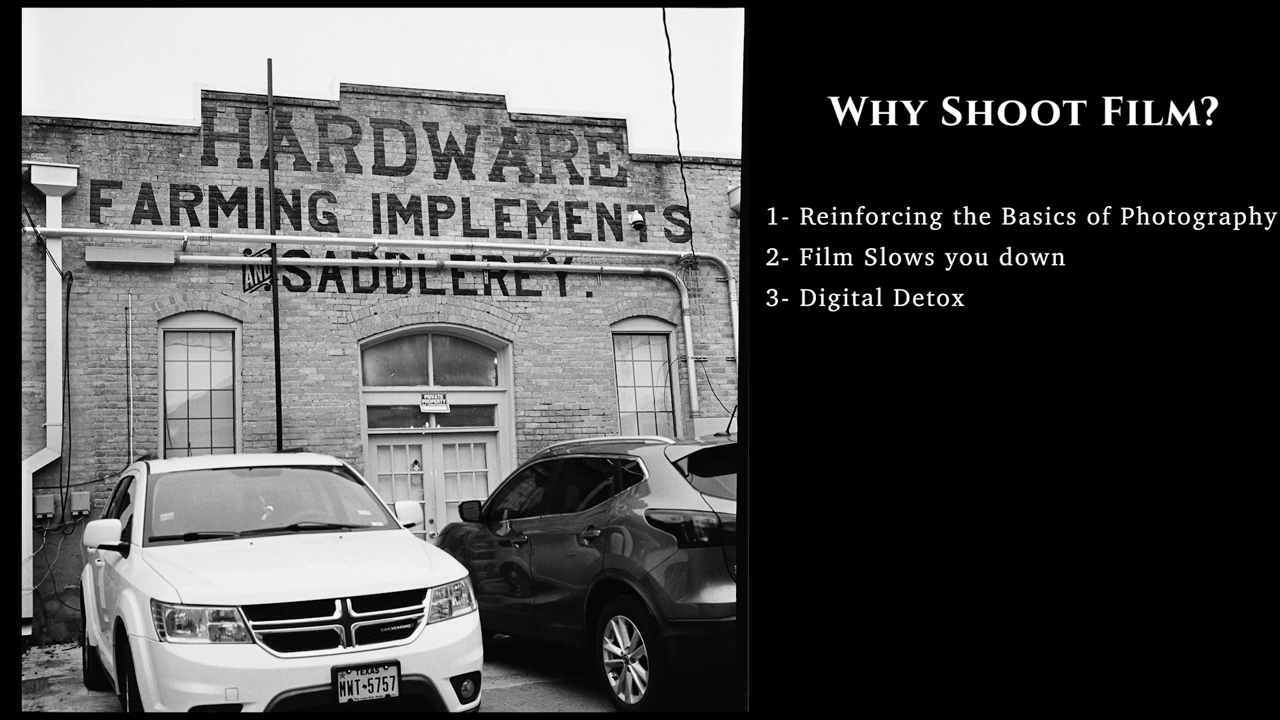 HARDWARE
FARMING IMPLEMENTS
AND SADDLEREY.
PRIVATE
PROPERTY
DODGE
TEXAS
MWT-5757
WHY SHOOT FILM?
1- Reinforcing the Basics of Photography
2- Film Slows you down
3- Digital Detox